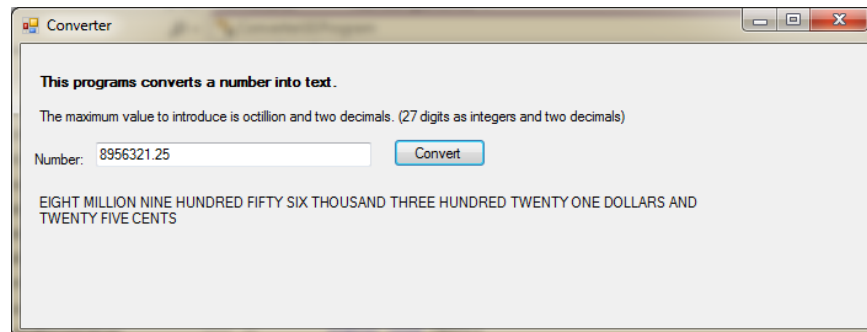 Converter
This programs converts a number into text.
The maximum value to introduce is octillion and two decimals. (27 digits as integers and two decimals)
Number: 8956321.25 Convert
EIGHT MILLION NINE HUNDRED FIFTY SIX THOUSAND THREE HUNDRED TWENTY ONE DOLLARS AND
TWENTY FIVE CENTS